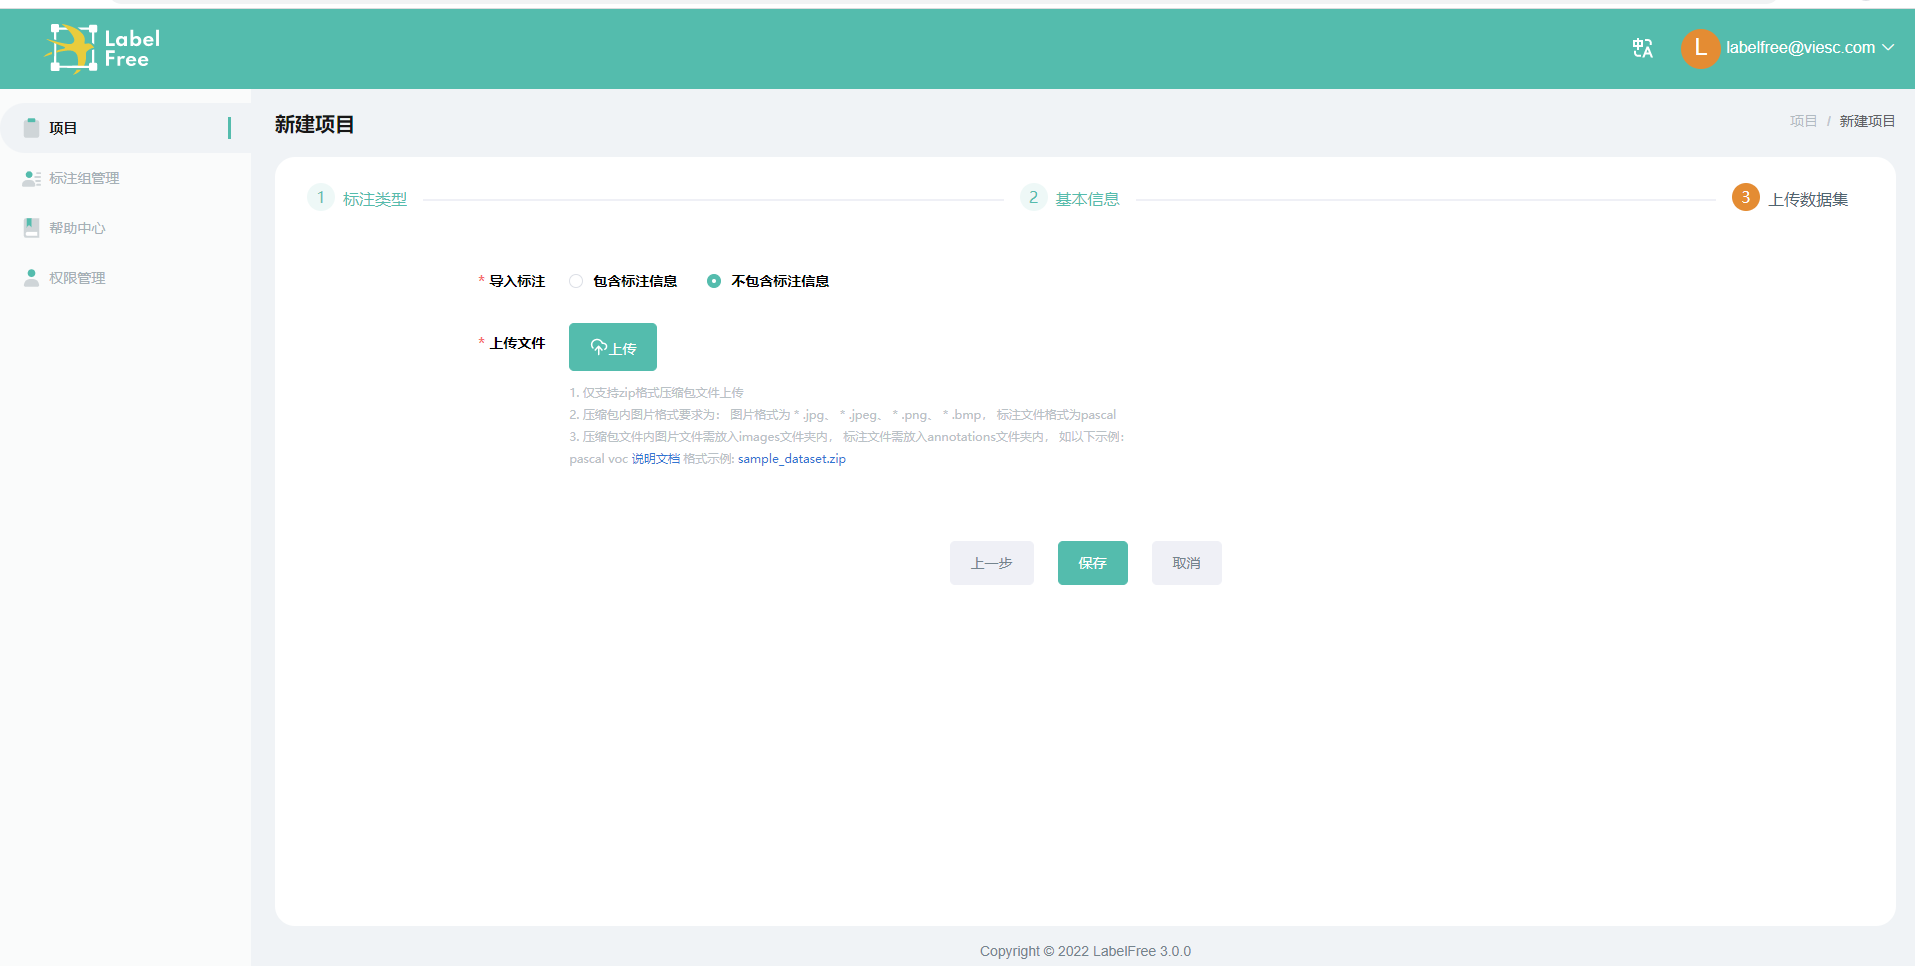 Label
Free
labelfree@viesc.com
项目
标注组管理
帮助中心
权限管理
新建项目
项目 / 新建项目
1 标注类型
2 基本信息
3 上传数据集
* 导入标注 包含标注信息 不包含标注信息
* 上传文件 上传
1. 仅支持zip格式压缩包文件上传
2. 压缩包内图片格式要求为： 图片格式为 * .jpg、 * .jpeg、 * .png、 * .bmp， 标注文件格式为pascal
3. 压缩包文件内图片文件需放入images文件夹内， 标注文件需放入annotations文件夹内， 如以下示例：
pascal voc 说明文档 格式示例: sample_dataset.zip
上一步 保存 取消
Copyright © 2022 LabelFree 3.0.0